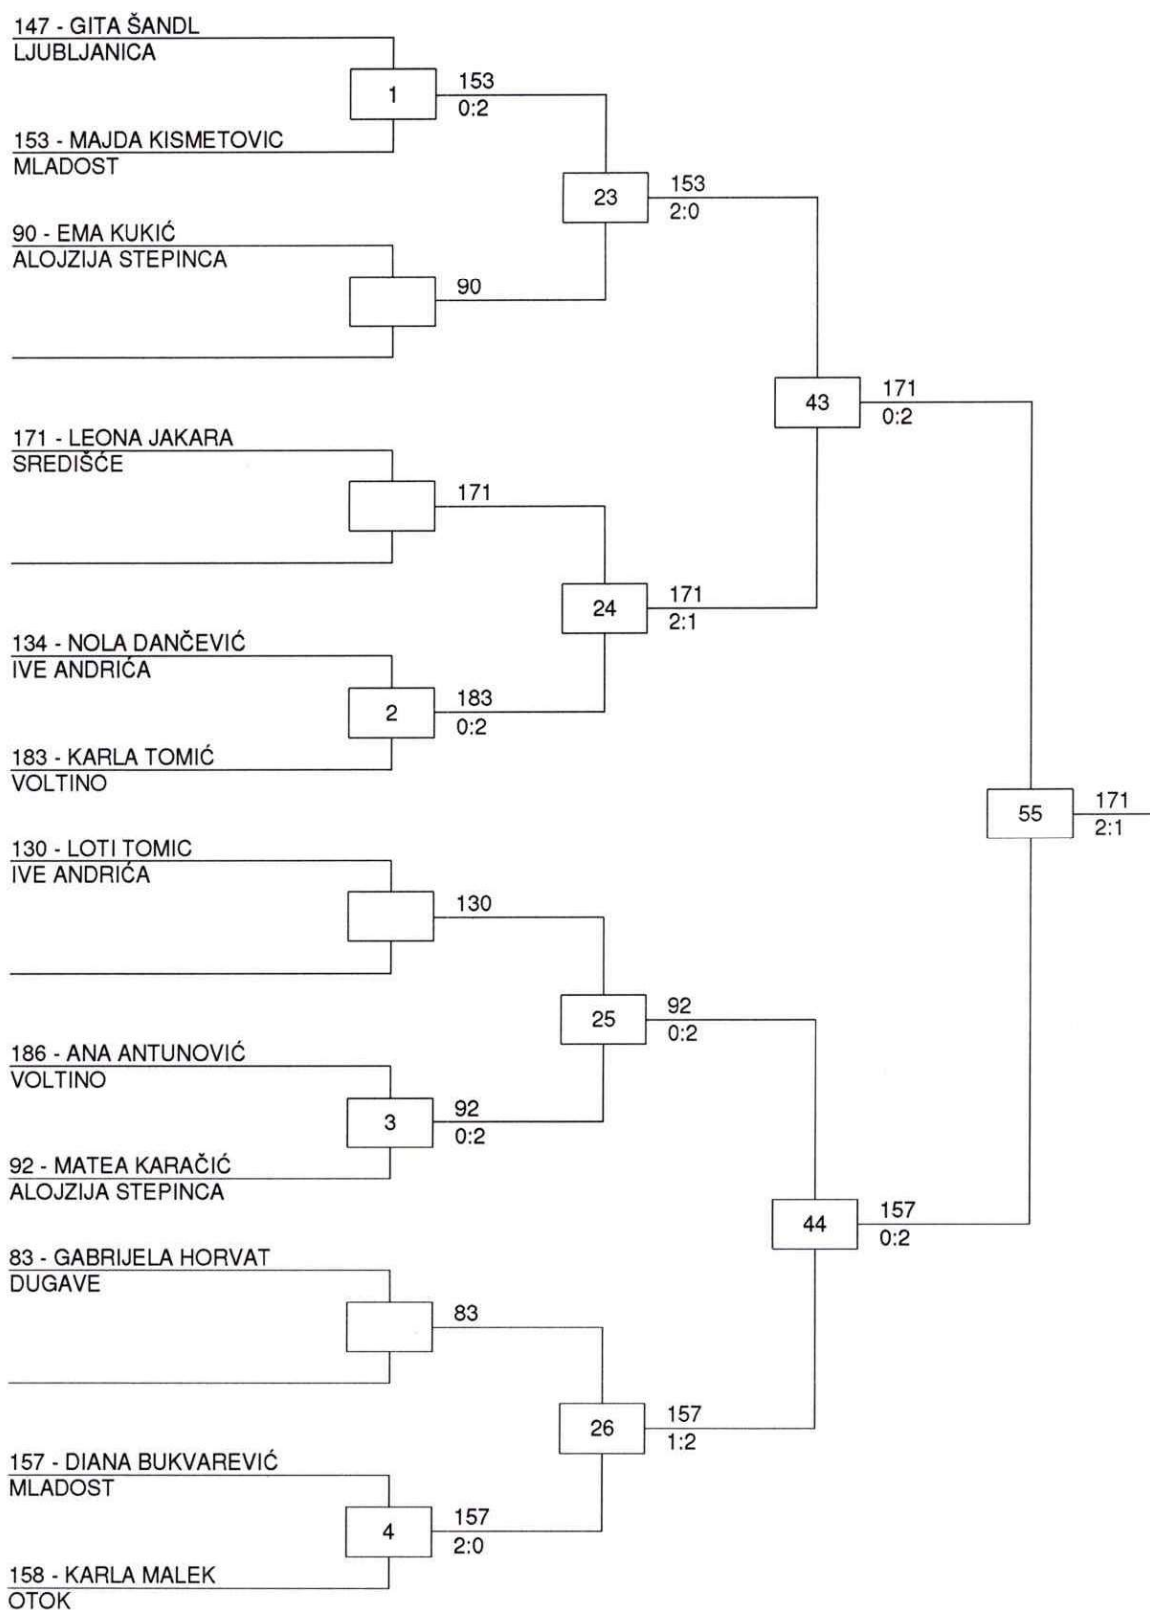 147 - GITA ŠANDL
LJUBLJANICA
1
153
0:2
153 - MAJDA KISMETOVIC
MLADOST
23
153
2:0
90 - EMA KUKIĆ
ALOJZIJA STEPINCA
90
43
171
0:2
171 - LEONA JAKARA
SREDIŠĆE
171
24
171
2:1
134 - NOLA DANČEVIĆ
IVE ANDRIĆA
2
183
0:2
183 - KARLA TOMIĆ
VOLTINO
55
171
2:1
130 - LOTI TOMIC
IVE ANDRIĆA
130
25
92
0:2
186 - ANA ANTUNOVIĆ
VOLTINO
3
92
0:2
92 - MATEA KARAČIĆ
ALOJZIJA STEPINCA
44
157
0:2
83 - GABRIJELA HORVAT
DUGAVE
83
26
157
1:2
157 - DIANA BUKVAREVIĆ
MLADOST
4
157
2:0
158 - KARLA MALEK
OTOK